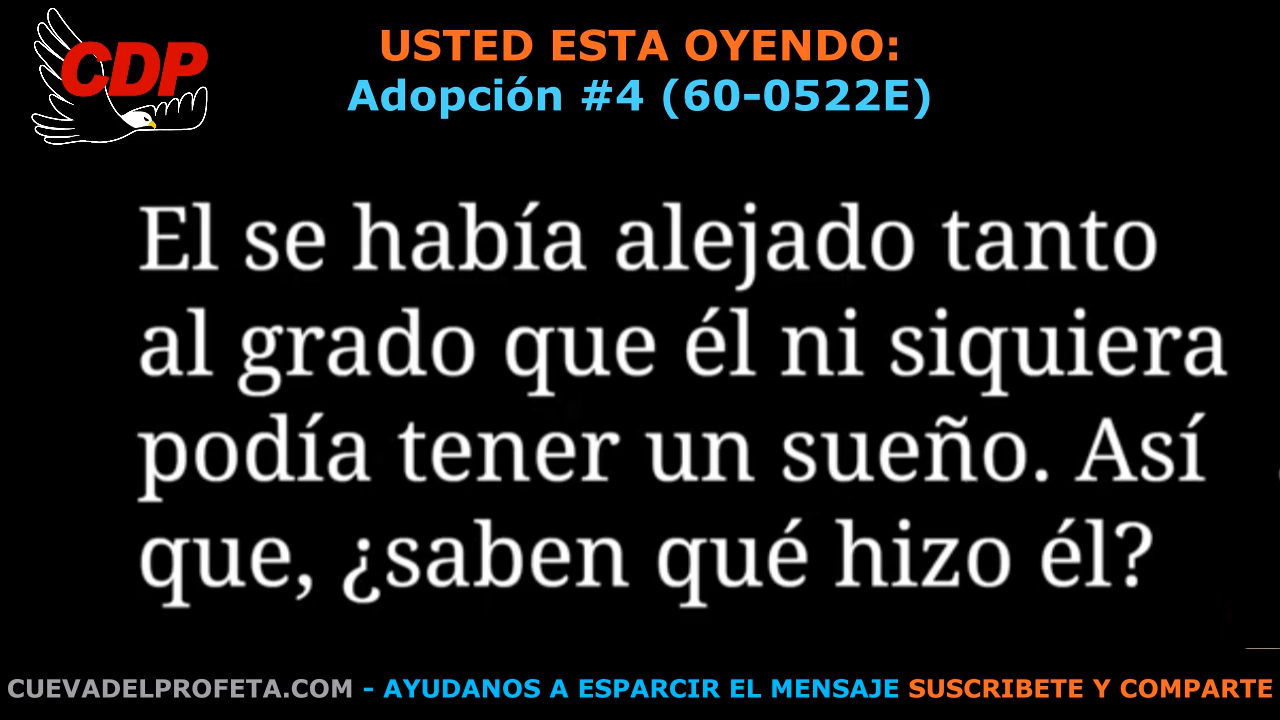 CDP
USTED ESTA OYENDO:
Adopción #4 (60-0522E)
El se había alejado tanto
al grado que él ni siquiera
podía tener un sueño. Así
que, ¿saben qué hizo él?
CUEVADELPROFETA.COM - AYUDANOS A ESPARCIR EL MENSAJE SUSCRIBETE Y COMPARTE